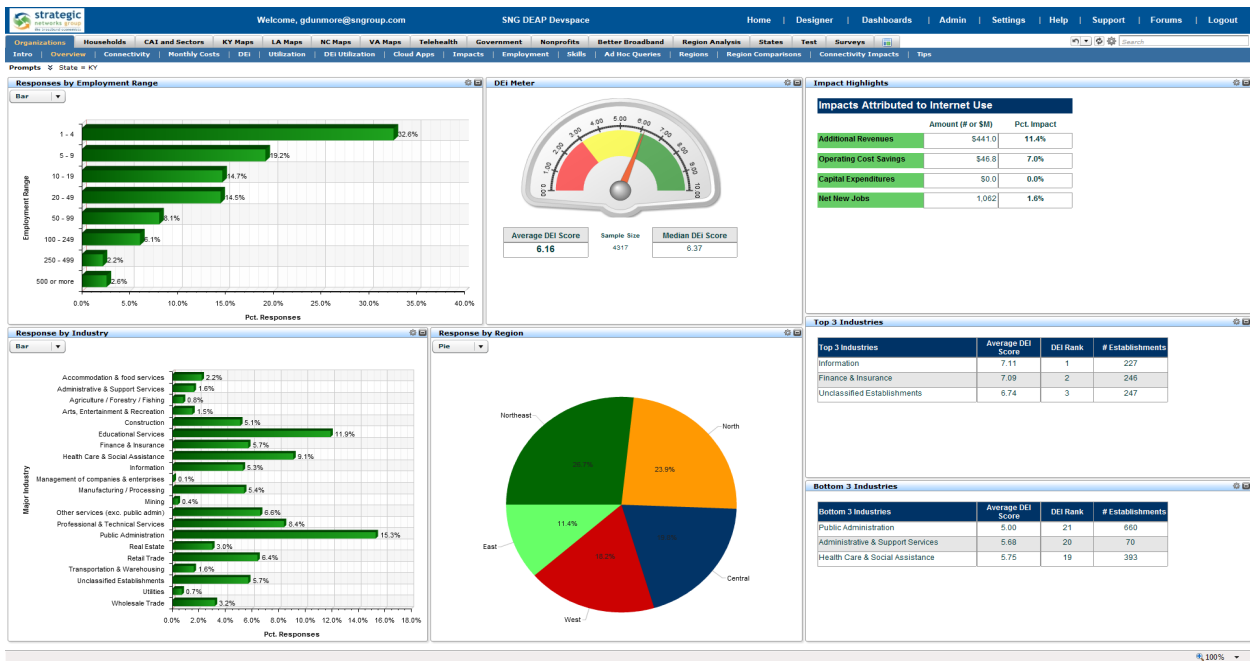 strategic
networks group
Welcome, gdunmore@sngroup.com
SNG DEAP Devspace
Home | Designer | Dashboards | Admin | Settings | Help | Support | Forums | Logout
Organizations Households CAI and Sectors KY Maps LA Maps NC Maps VA Maps Telehealth Government Nonprofits Better Broadband Region Analysis States Test Surveys
Search
Intro | Overview | Connectivity | Monthly Costs | DEi | Utilization | DEi Utilization | Cloud Apps | Impacts | Employment | Skills | Ad Hoc Queries | Regions | Region Comparisons | Connectivity Impacts | Tips
Prompts State = KY
Responses by Employment Range
Bar
Employment Range
1 - 4 32.6%
5 - 9 19.2%
10 - 19 14.7%
20 - 49 14.5%
50 - 99 8.1%
100 - 249 6.1%
250 - 499 2.2%
500 or more 2.6%
0.0% 5.0% 10.0% 15.0% 20.0% 25.0% 30.0% 35.0% 40.0%
Pct. Responses
DEi Meter
0.00 1.00 2.00 3.00 4.00 5.00 6.00 7.00 8.00 9.00 10.00
Average DEI Score Sample Size Median DEi Score
6.16 4317 6.37
Impact Highlights
Impacts Attributed to Internet Use
Amount (# or $M) Pct. Impact
Additional Revenues $441.0 11.4%
Operating Cost Savings $46.8 7.0%
Capital Expenditures $0.0 0.0%
Net New Jobs 1,062 1.6%
Response by Industry
Bar
Major Industry
Accommodation & food services 2.2%
Administrative & Support Services 1.6%
Agriculture / Forestry / Fishing 0.8%
Arts, Entertainment & Recreation 1.5%
Construction 5.1%
Educational Services 11.9%
Finance & Insurance 5.7%
Health Care & Social Assistance 9.1%
Information 5.3%
Management of companies & enterprises 0.1%
Manufacturing / Processing 5.4%
Mining 0.4%
Other services (exc. public admin) 6.6%
Professional & Technical Services 8.4%
Public Administration 15.3%
Real Estate 3.0%
Retail Trade 6.4%
Transportation & Warehousing 1.6%
Unclassified Establishments 5.7%
Utilities 0.7%
Wholesale Trade 3.2%
0.0% 2.0% 4.0% 6.0% 8.0% 10.0% 12.0% 14.0% 16.0% 18.0%
Pct. Responses
Response by Region
Pie
Northeast
North
23.9%
11.4%
East
Central
West
Top 3 Industries
Top 3 Industries Average DEI Score DEI Rank # Establishments
Information 7.11 1 227
Finance & Insurance 7.09 2 246
Unclassified Establishments 6.74 3 247
Bottom 3 Industries
Bottom 3 Industries Average DEI Score DEI Rank # Establishments
Public Administration 5.00 21 660
Administrative & Support Services 5.68 20 70
Health Care & Social Assistance 5.75 19 393
100%